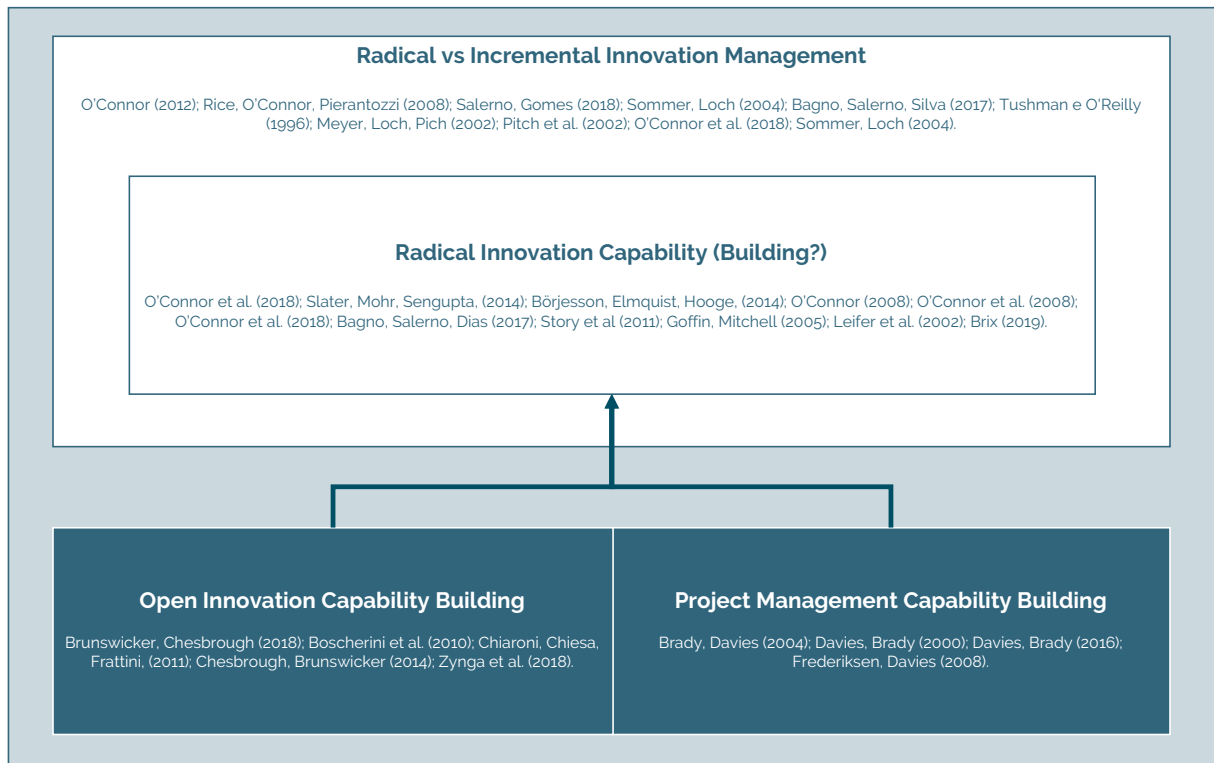 Radical vs Incremental Innovation Management
O'Connor (2012); Rice, O'Connor, Pierantozzi (2008); Salerno, Gomes (2018); Sommer, Loch (2004); Bagno, Salerno, Silva (2017); Tushman e O'Reilly
(1996); Meyer, Loch, Pich (2002); Pitch et al. (2002); O'Connor et al. (2018); Sommer, Loch (2004).
Radical Innovation Capability (Building?)
O'Connor et al. (2018); Slater, Mohr, Sengupta, (2014); Börjesson, Elmquist, Hooge, (2014); O'Connor (2008); O'Connor et al. (2008);
O'Connor et al. (2018); Bagno, Salerno, Dias (2017); Story et al (2011); Goffin, Mitchell (2005); Leifer et al. (2002); Brix (2019).
Open Innovation Capability Building
Brunswicker, Chesbrough (2018); Boscherini et al. (2010); Chiaroni, Chiesa,
Frattini, (2011); Chesbrough, Brunswicker (2014); Zynga et al. (2018).
Project Management Capability Building
Brady, Davies (2004); Davies, Brady (2000); Davies, Brady (2016);
Frederiksen, Davies (2008).